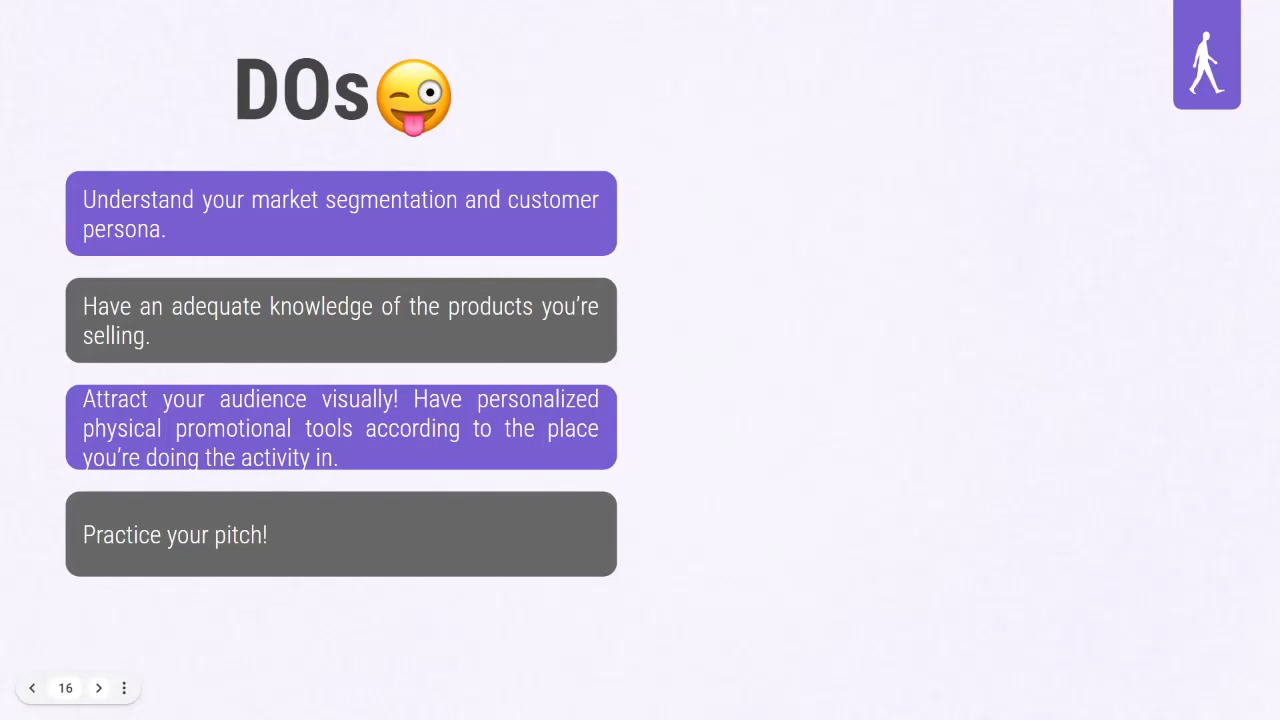 DOs😜
Understand your market segmentation and customer
persona.
Have an adequate knowledge of the products you’re
selling.
Attract your audience visually! Have personalized
physical promotional tools according to the place
you’re doing the activity in.
Practice your pitch!
16